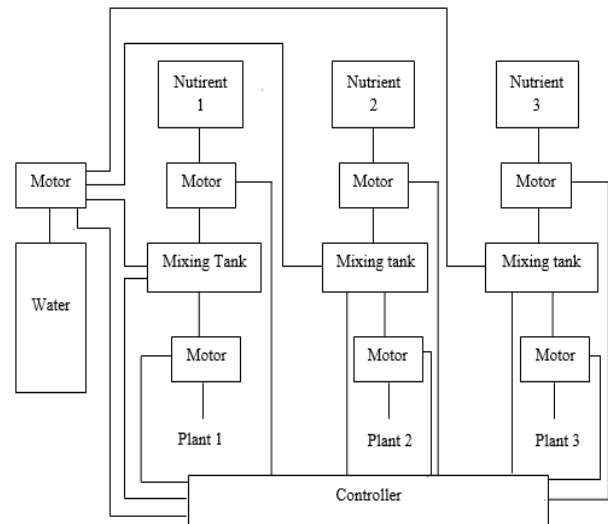 Nutirent
1
Nutrient
2
Nutrient
3
Motor
Motor
Motor
Motor
Mixing Tank
Mixing tank
Mixing tank
Water
Motor
Motor
Motor
Plant 1
Plant 2
Plant 3
Controller